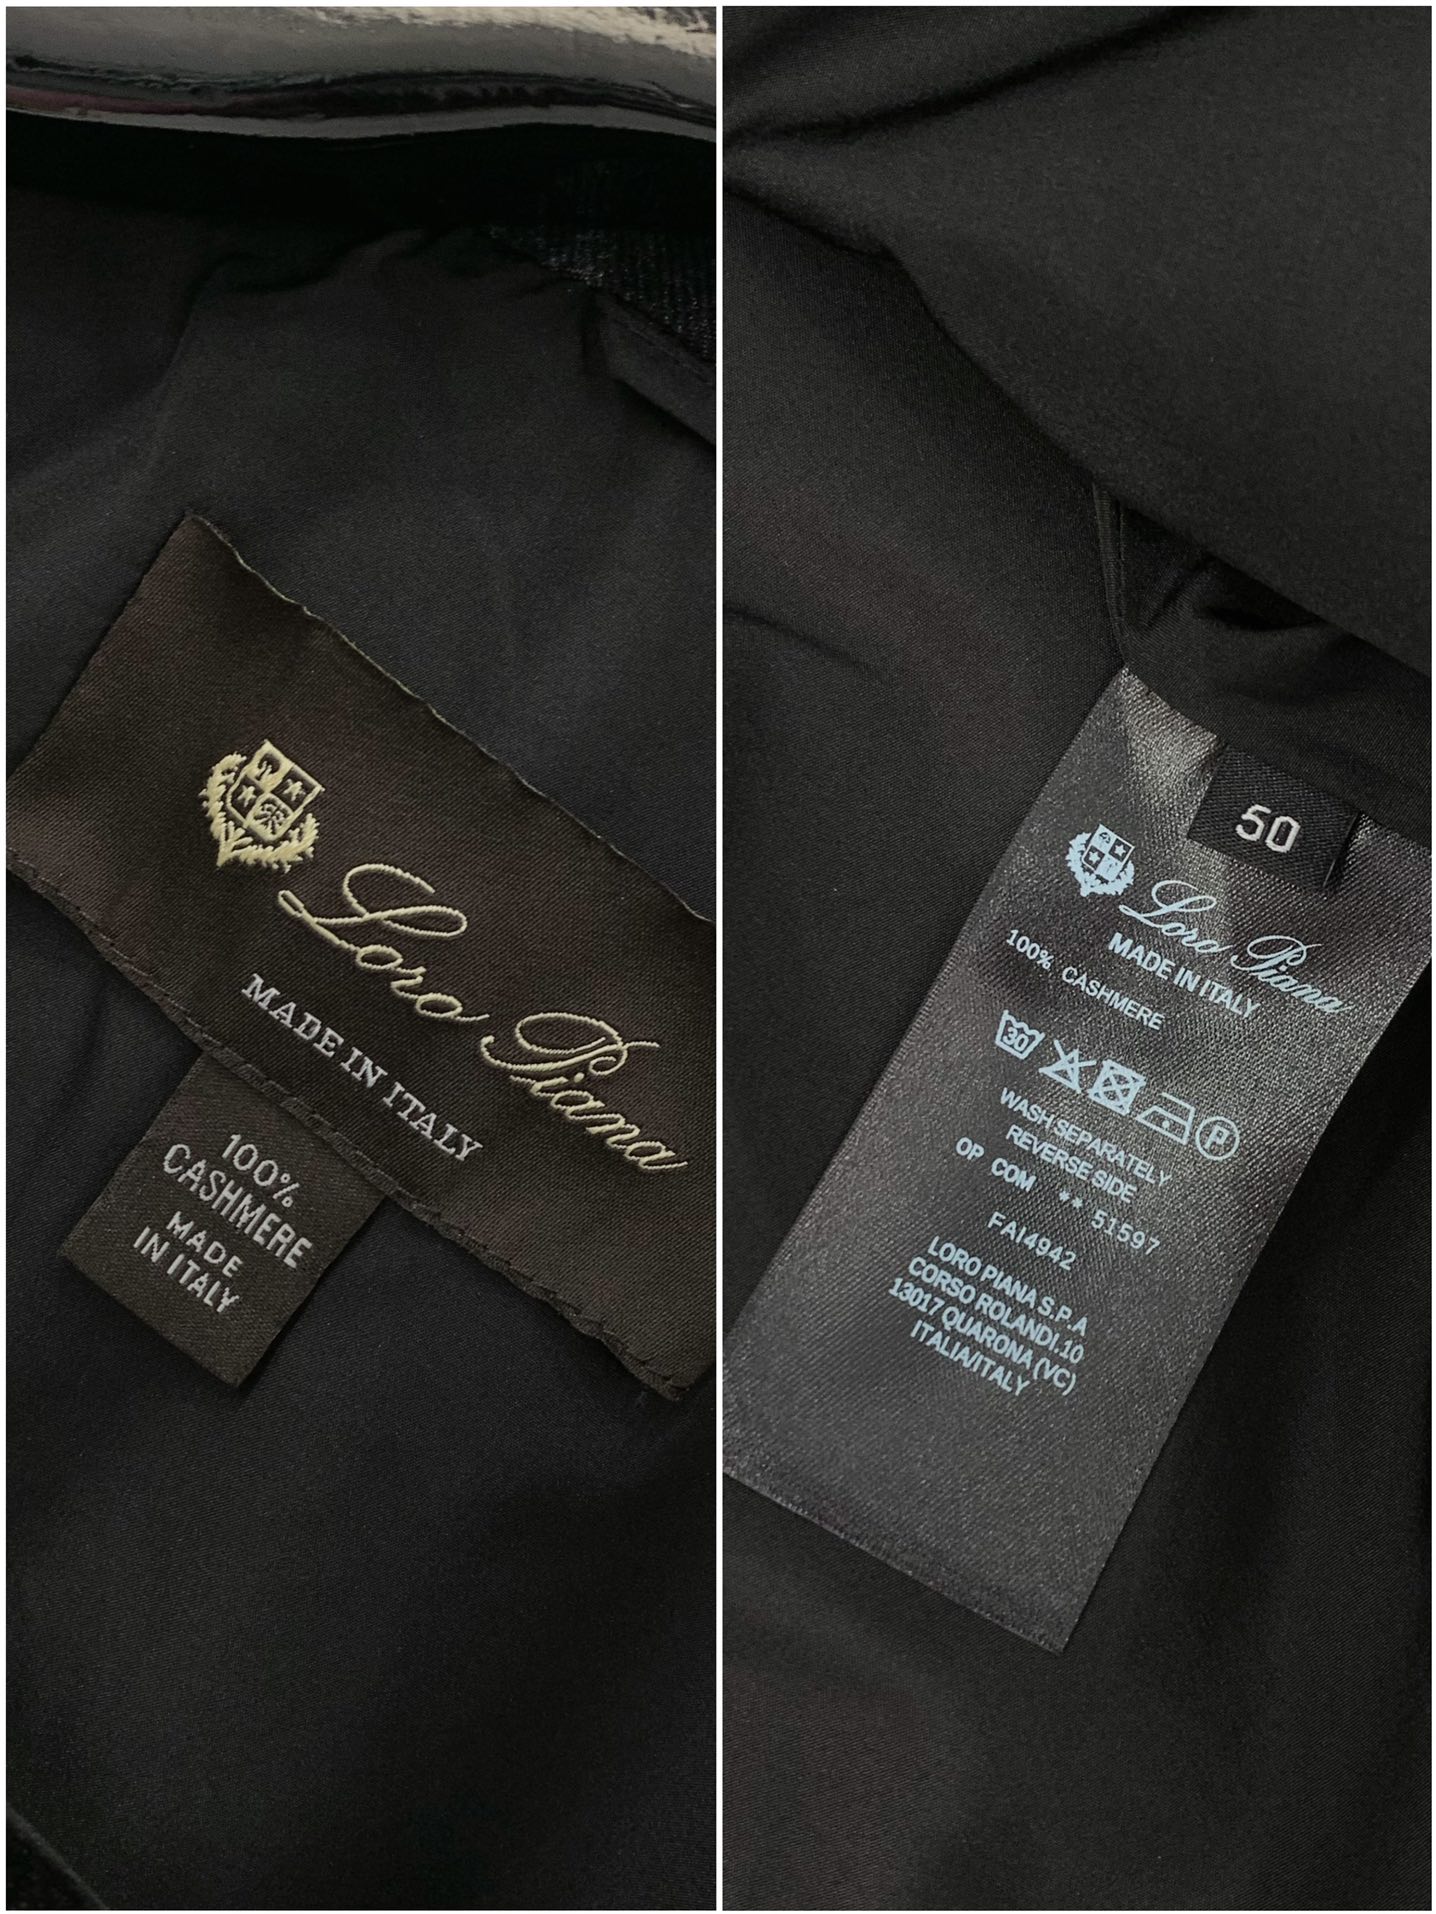 Loro Piana
MADE IN ITALY
100%
CASHMERE
MADE
IN ITALY
50
Loro Piana
MADE IN ITALY
100% CASHMERE
30
P
WASH SEPARATELY
REVERSE SIDE
OP COM ** 51597
FAI4942
LORO PIANA S.P.A
CORSO ROLANDI.10
13017 QUARONA (VC)
ITALIA/ITALY